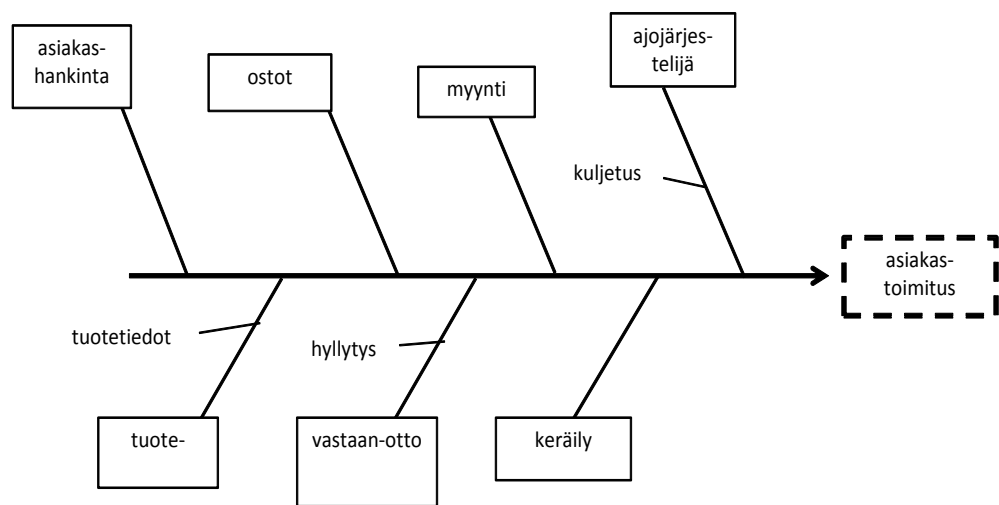 asiakas-
hankinta
ostot
myynti
ajojärjes-
telijä
kuljetus
asiakas-
toimitus
tuotetiedot
hyllytys
tuote-
vastaan-otto
keräily